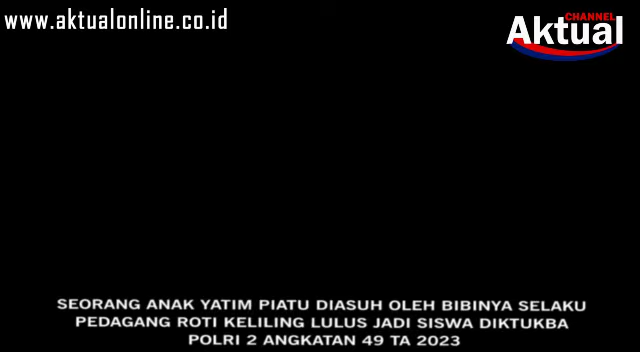 www.aktualonline.co.id
CHANNEL
Aktual
SEORANG ANAK YATIM PIATU DIASUH OLEH BIBINYA SELAKU
PEDAGANG ROTI KELILING LULUS JADI SISWA DIKTUKBA
POLRI 2 ANGKATAN 49 TA 2023